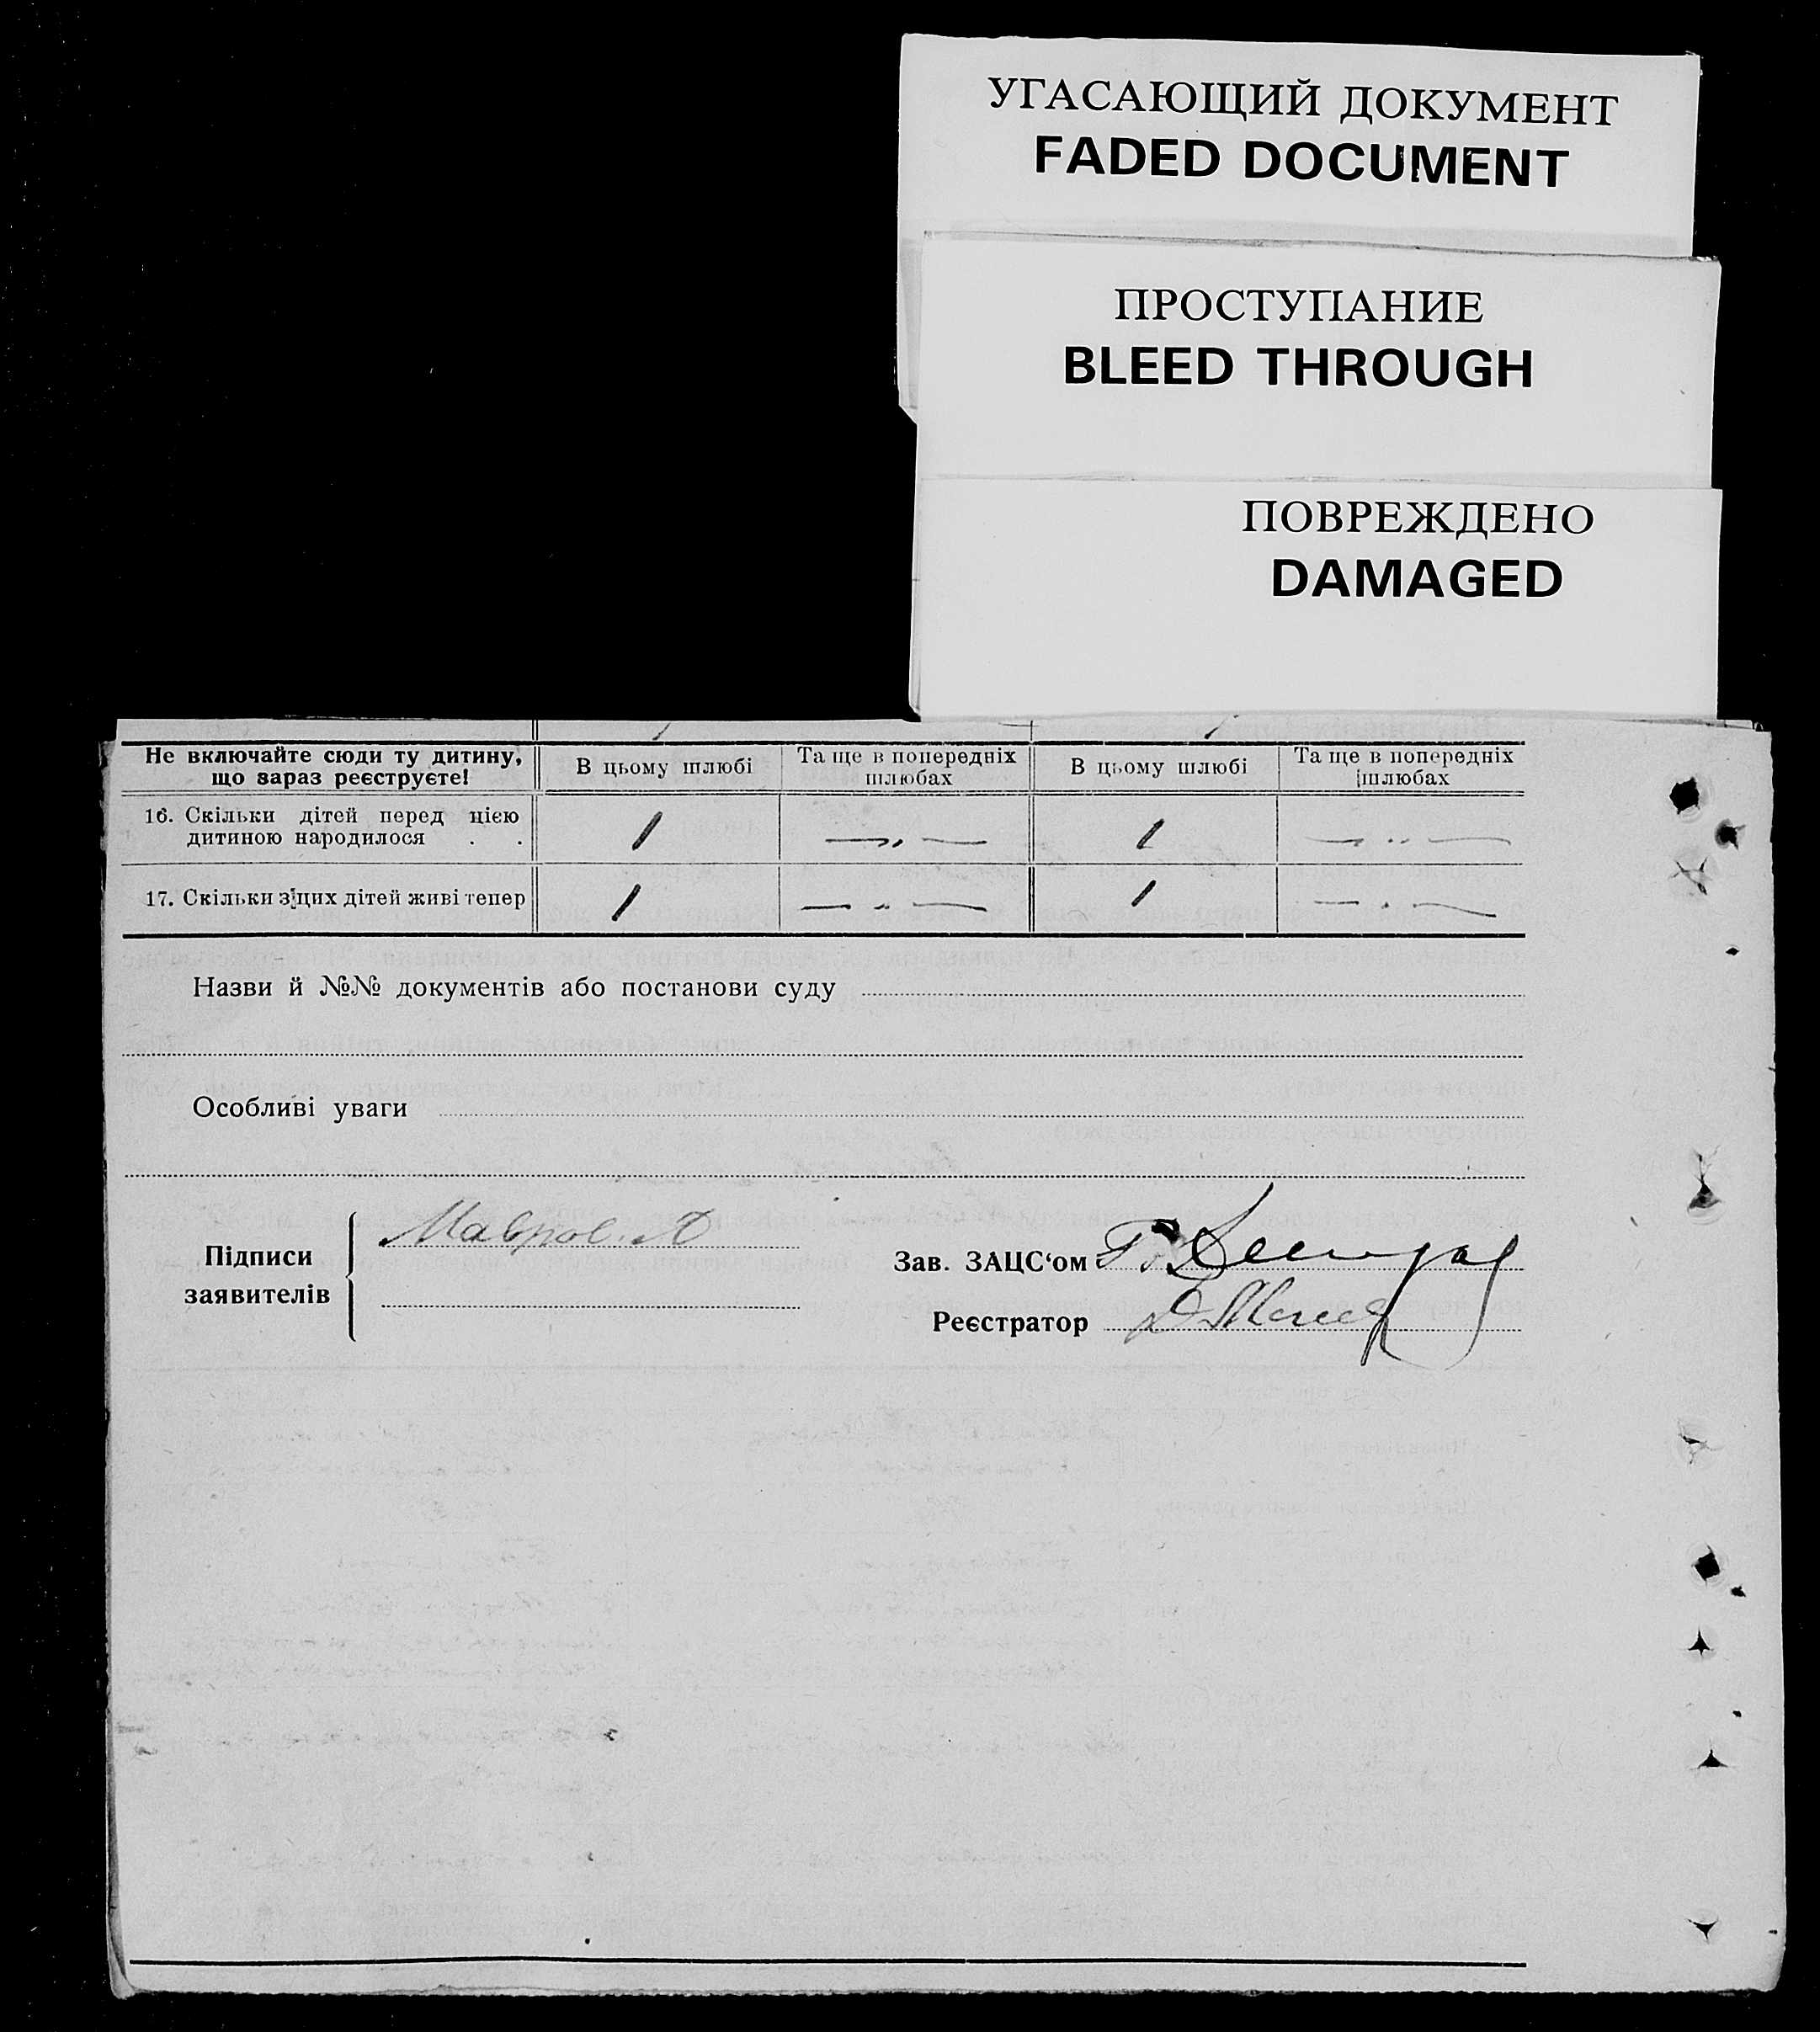 УГАСАЮЩИЙ ДОКУМЕНТ
FADED DOCUMENT
ПРОСТУПАНИЕ
BLEED THROUGH
ПОВРЕЖДЕНО
DAMAGED
Не включайте сюди ту дитину, що зараз реєструєте! В цьому шлюбі Та ще в попередніх шлюбах В цьому шлюбі Та ще в попередніх шлюбах
16. Скільки дітей перед цією
дитиною народилося . . 1 — „ — 1 — „ —
17. Скільки з цих дітей живі тепер 1 — „ — 1 — „ —
Назви й №№ документів або постанови суду
Особливі уваги
Підписи
заявителів
Зав. ЗАЦС‘ом
Реєстратор